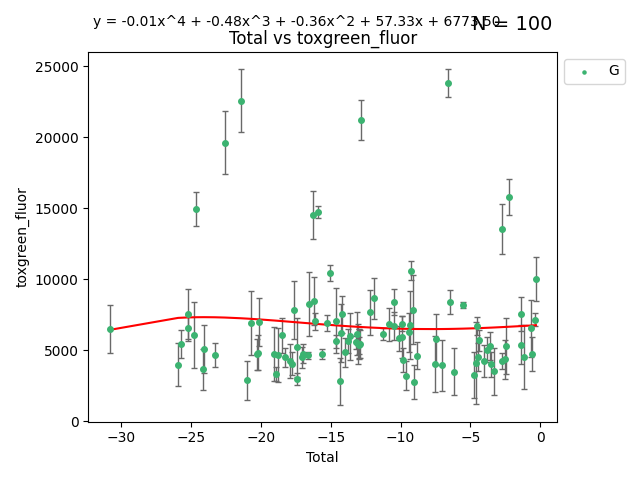 y = -0.01x^4 + -0.48x^3 + -0.36x^2 + 57.33x + 6773.50
N = 100
Total vs toxgreen_fluor
G
25000
20000
15000
10000
5000
0
toxgreen_fluor
−30 −25 −20 −15 −10 −5 0
Total